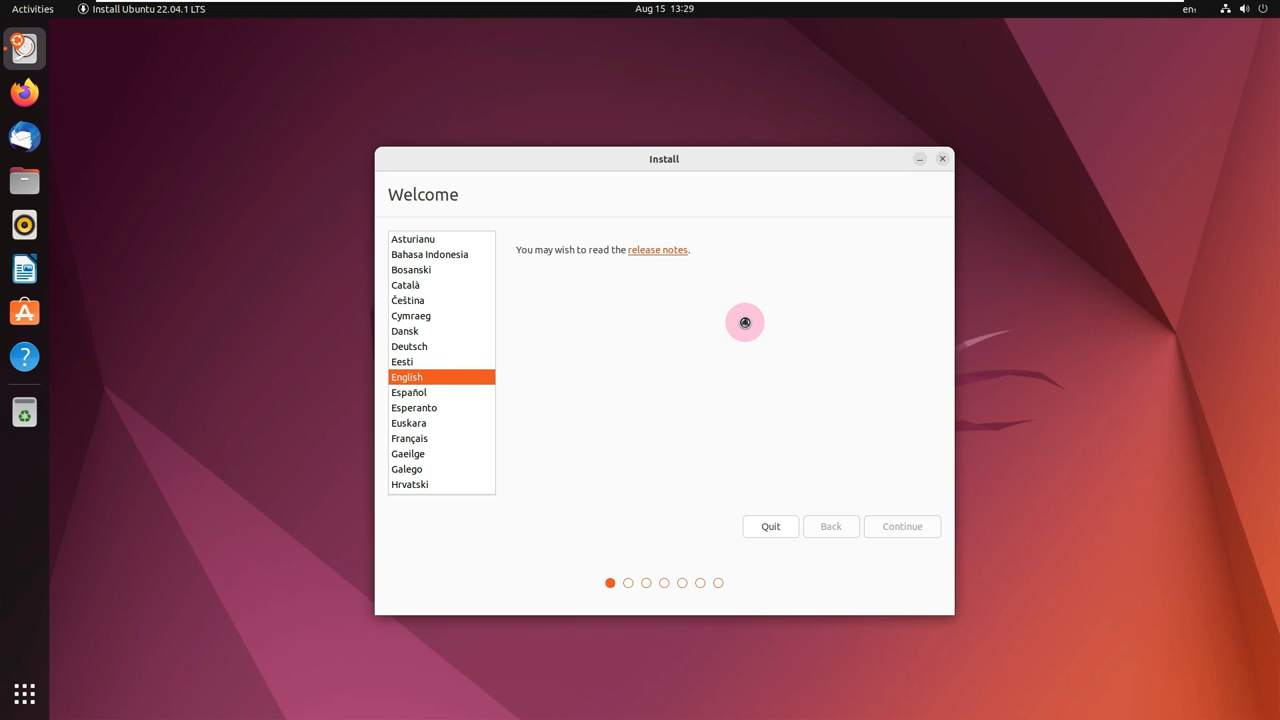 Activities
Install Ubuntu 22.04.1 LTS
Aug 15 13:29
en₁
Install
Welcome
Asturianu
Bahasa Indonesia
Bosanski
Català
Čeština
Cymraeg
Dansk
Deutsch
Eesti
English
Español
Esperanto
Euskara
Français
Gaeilge
Galego
Hrvatski
You may wish to read the release notes.
Quit
Back
Continue